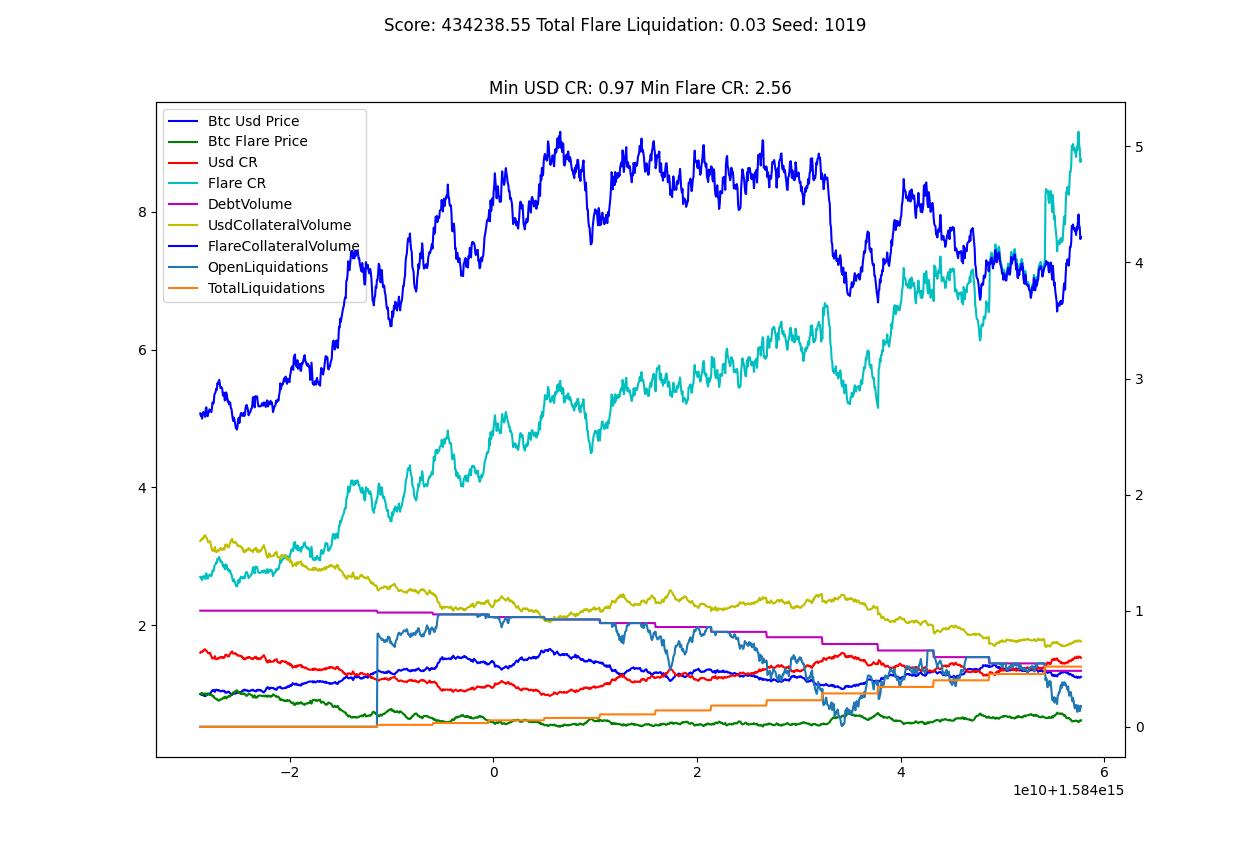 Score: 434238.55 Total Flare Liquidation: 0.03 Seed: 1019
Min USD CR: 0.97 Min Flare CR: 2.56
Btc Usd Price
Btc Flare Price
Usd CR
Flare CR
DebtVolume
UsdCollateralVolume
FlareCollateralVolume
OpenLiquidations
TotalLiquidations
8
6
4
2
5
4
3
2
1
0
−2
0
2
4
6
1e10+1.584e15